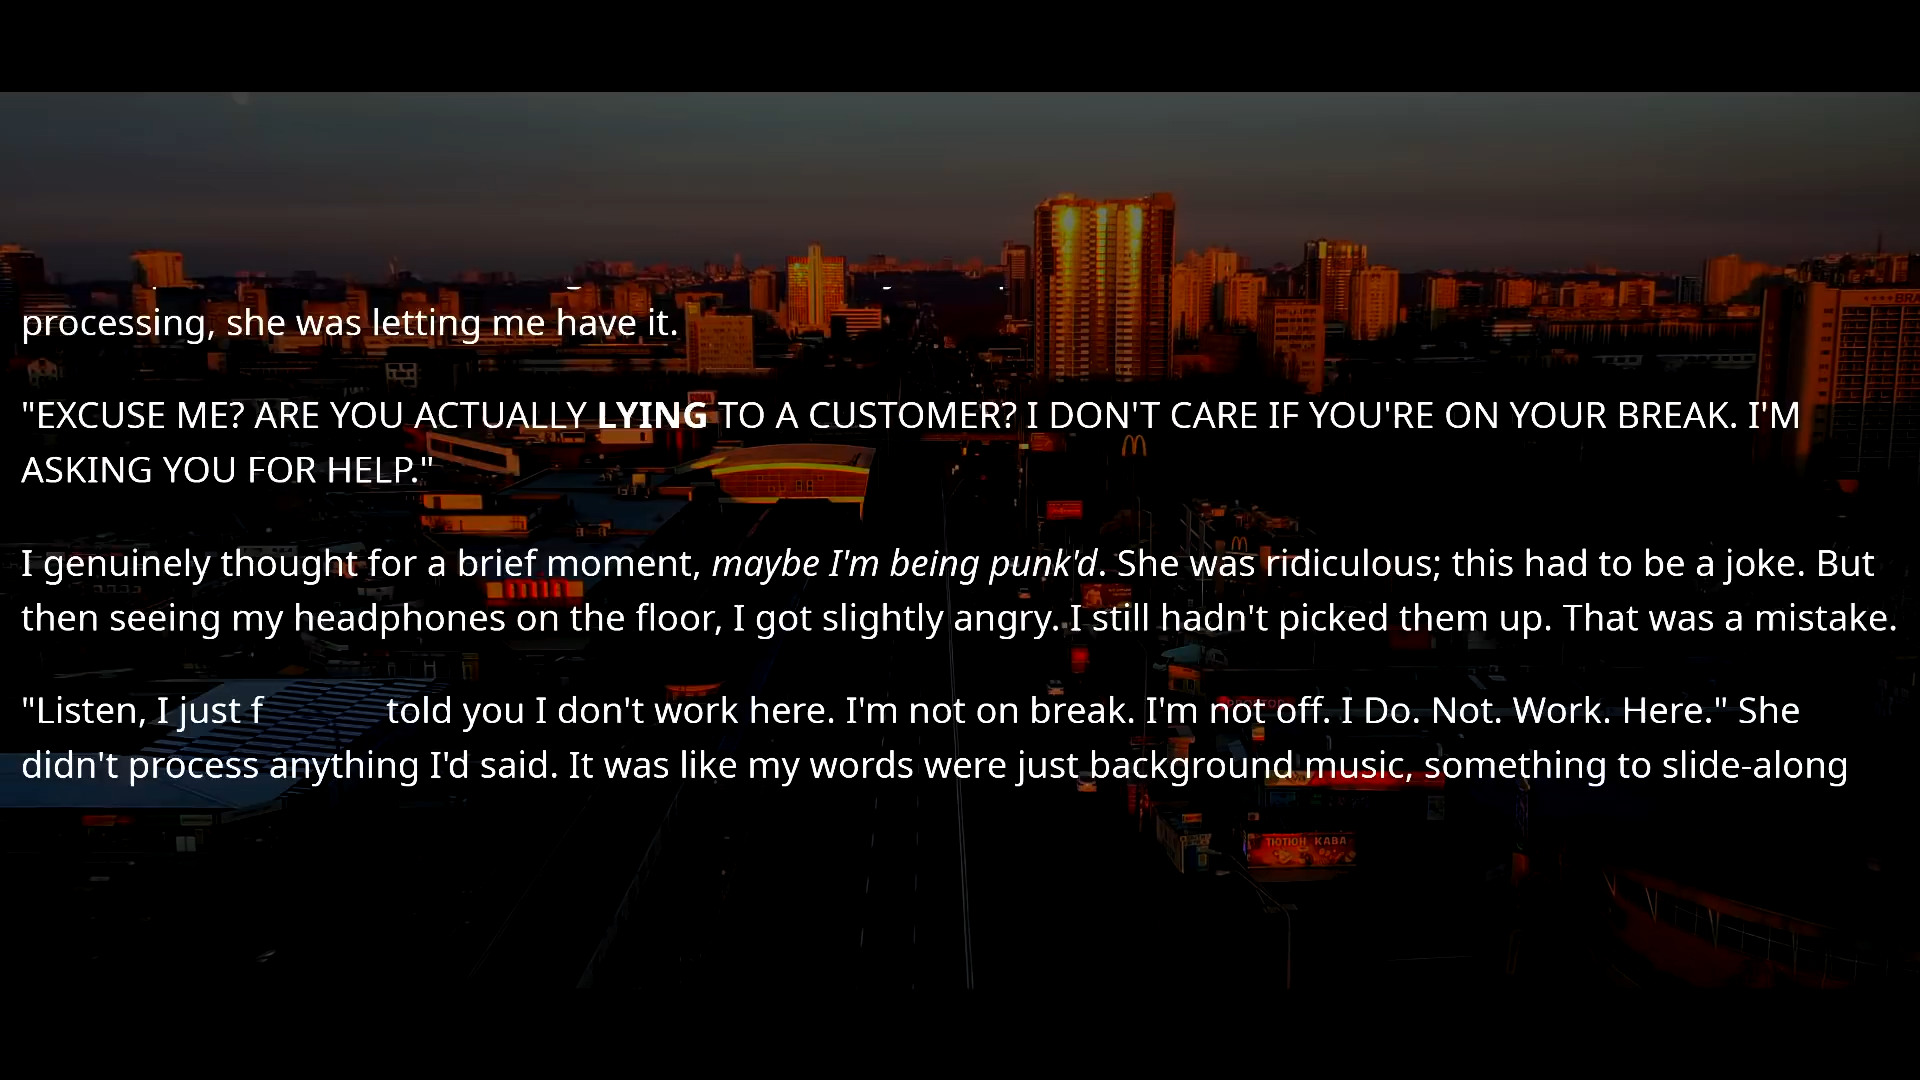 processing, she was letting me have it.
"EXCUSE ME? ARE YOU ACTUALLY LYING TO A CUSTOMER? I DON'T CARE IF YOU'RE ON YOUR BREAK. I'M
ASKING YOU FOR HELP."
I genuinely thought for a brief moment, maybe I'm being punk'd. She was ridiculous; this had to be a joke. But
then seeing my headphones on the floor, I got slightly angry. I still hadn't picked them up. That was a mistake.
"Listen, I just f told you I don't work here. I'm not on break. I'm not off. I Do. Not. Work. Here." She
didn't process anything I'd said. It was like my words were just background music, something to slide-along
ТЮТЮН КАВА